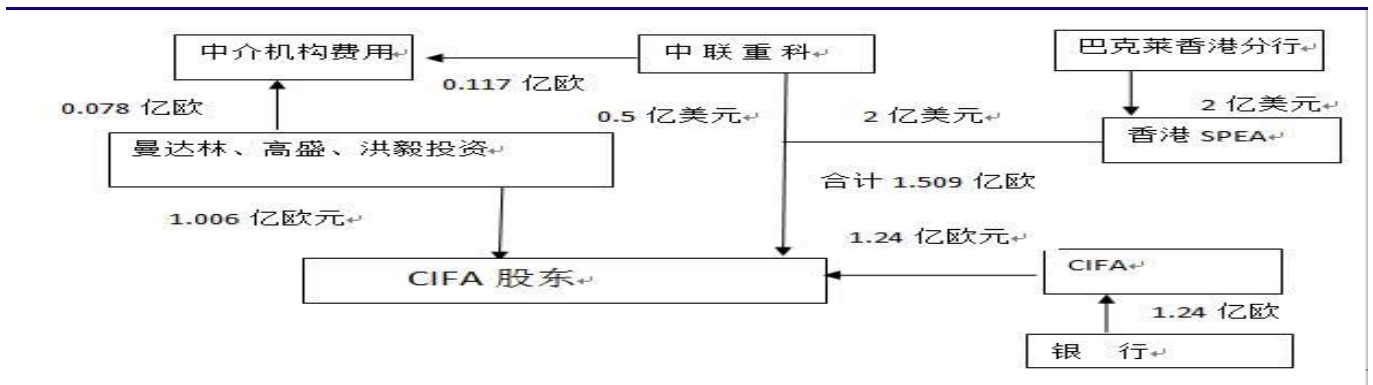 中介机构费用
中 联 重 科
巴克莱香港分行
0.117 亿欧
0.078 亿欧
0.5 亿美元
2 亿美元
2 亿美元
曼达林、高盛、洪毅投资
香港 SPEA
合计 1.509 亿欧
1.006 亿欧元
1.24 亿欧元
CIFA 股东
CIFA
1.24 亿欧
银 行